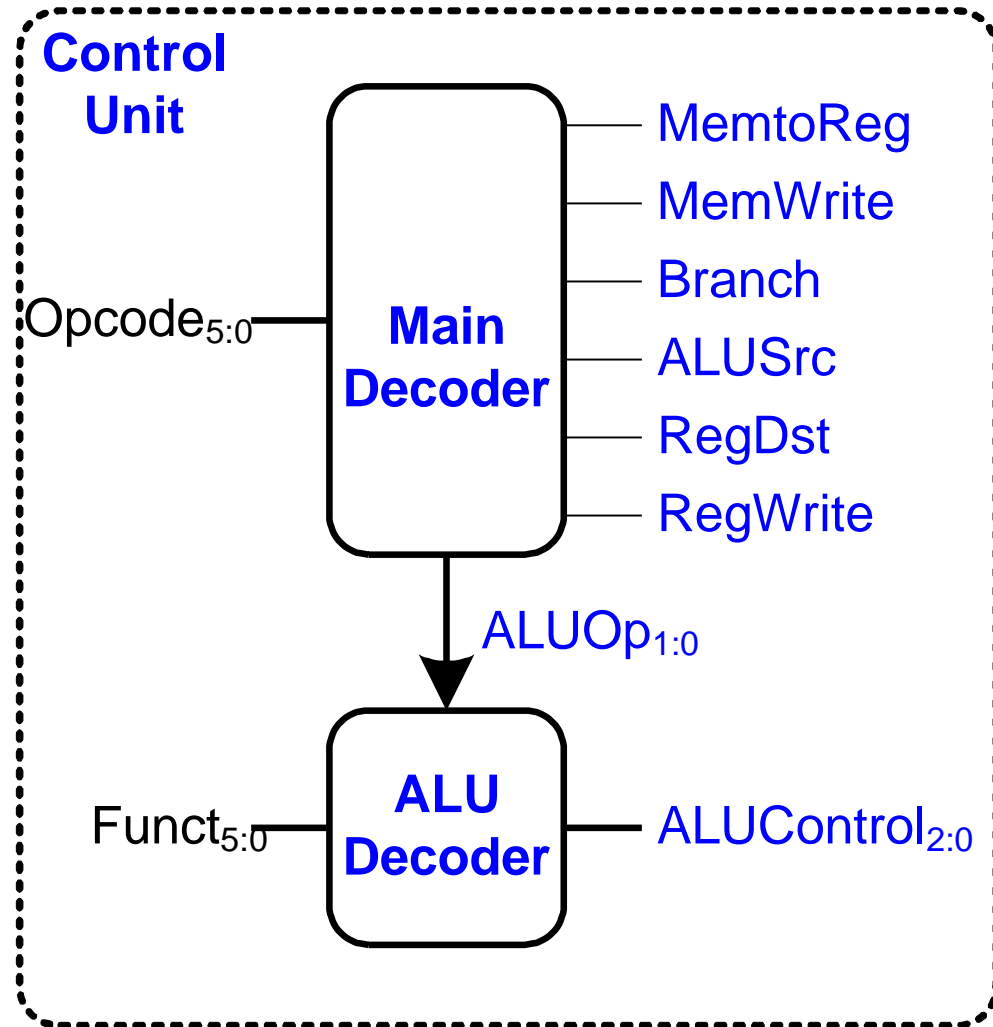 Control
Unit
MemtoReg
MemWrite
Branch
Opcode5:0
Main
Decoder
ALUSrc
RegDst
RegWrite
ALUOp1:0
Funct5:0
ALU
Decoder
ALUControl2:0